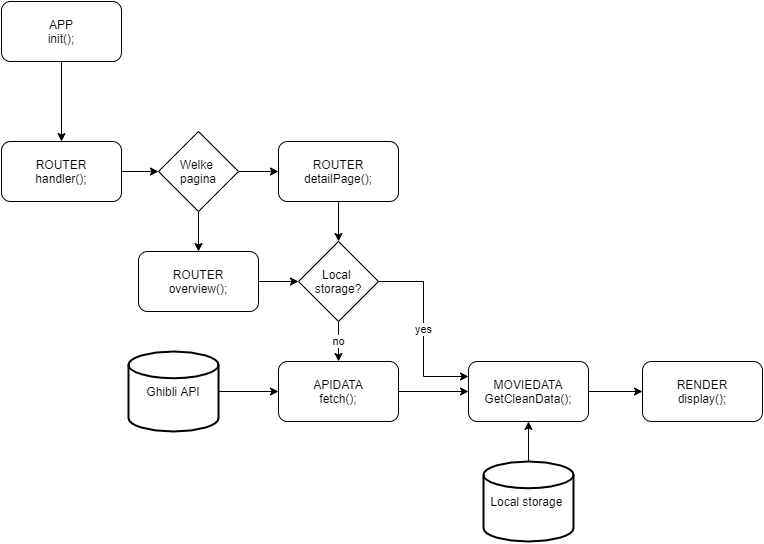 APP
init();
ROUTER
handler();
Welke
pagina
ROUTER
detailPage();
ROUTER
overview();
Local
storage?
yes
no
Ghibli API
APIDATA
fetch();
MOVIEDATA
GetCleanData();
RENDER
display();
Local storage